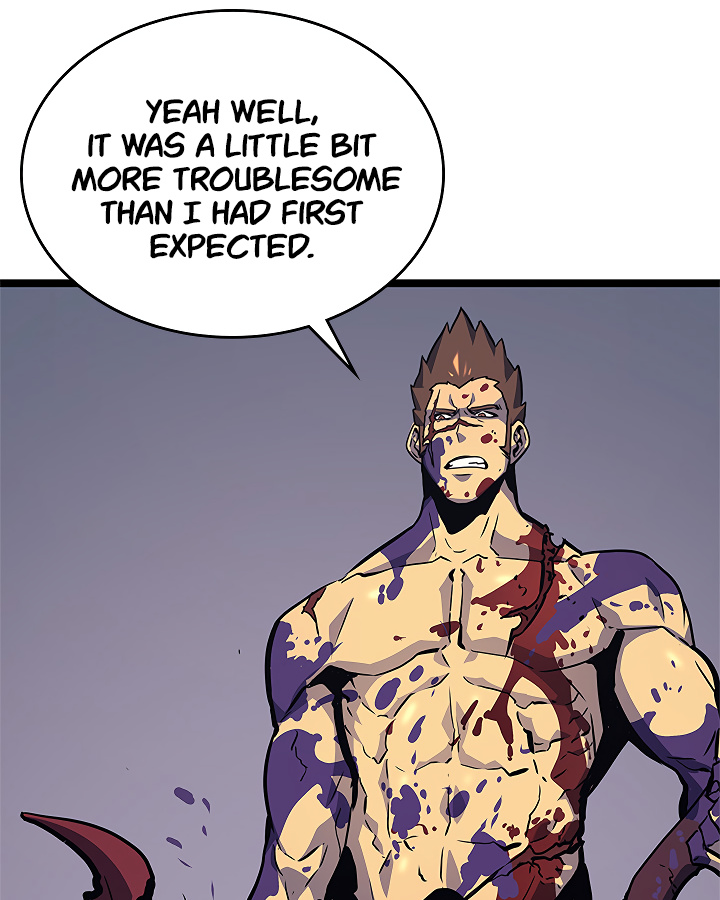 YEAH WELL,
IT WAS A LITTLE BIT
MORE TROUBLESOME
THAN I HAD FIRST
EXPECTED.